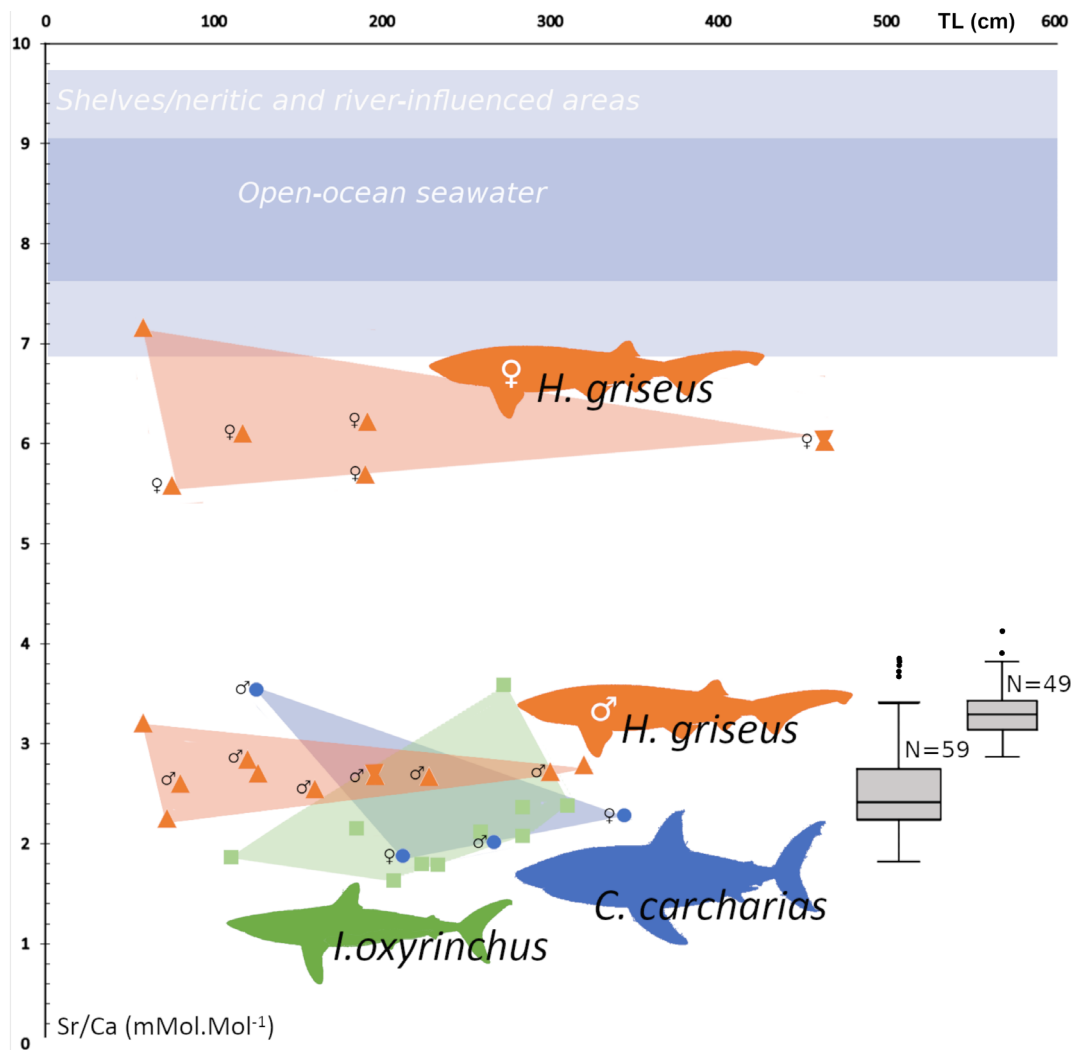 0 100 200 300 400 500 TL (cm) 600
10
Shelves/neritic and river-influenced areas
9
Open-ocean seawater
8
7
♀ H. griseus
♀
♀
6
♀
♀
♀
5
4
♂
N=49
♂ H. griseus
3
♂
N=59
♂
♂
♂
♂
♂
♀
2
♂
♀
C. carcharias
1
I.oxyrinchus
Sr/Ca (mMol.Mol⁻¹)
0